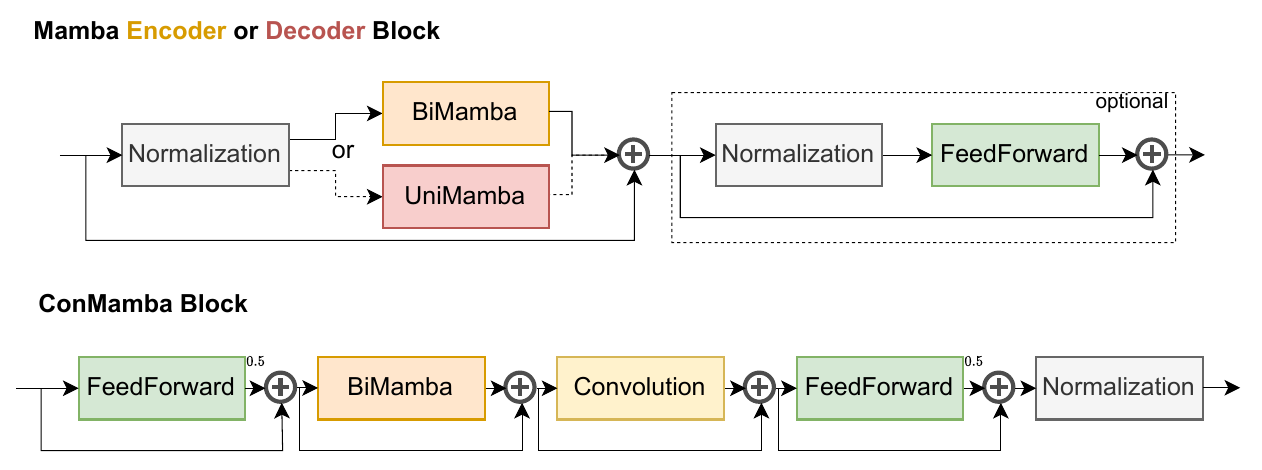 Mamba Encoder or Decoder Block
optional
BiMamba
Normalization
or
UniMamba
Normalization
FeedForward
ConMamba Block
FeedForward
0.5
BiMamba
Convolution
FeedForward
0.5
Normalization